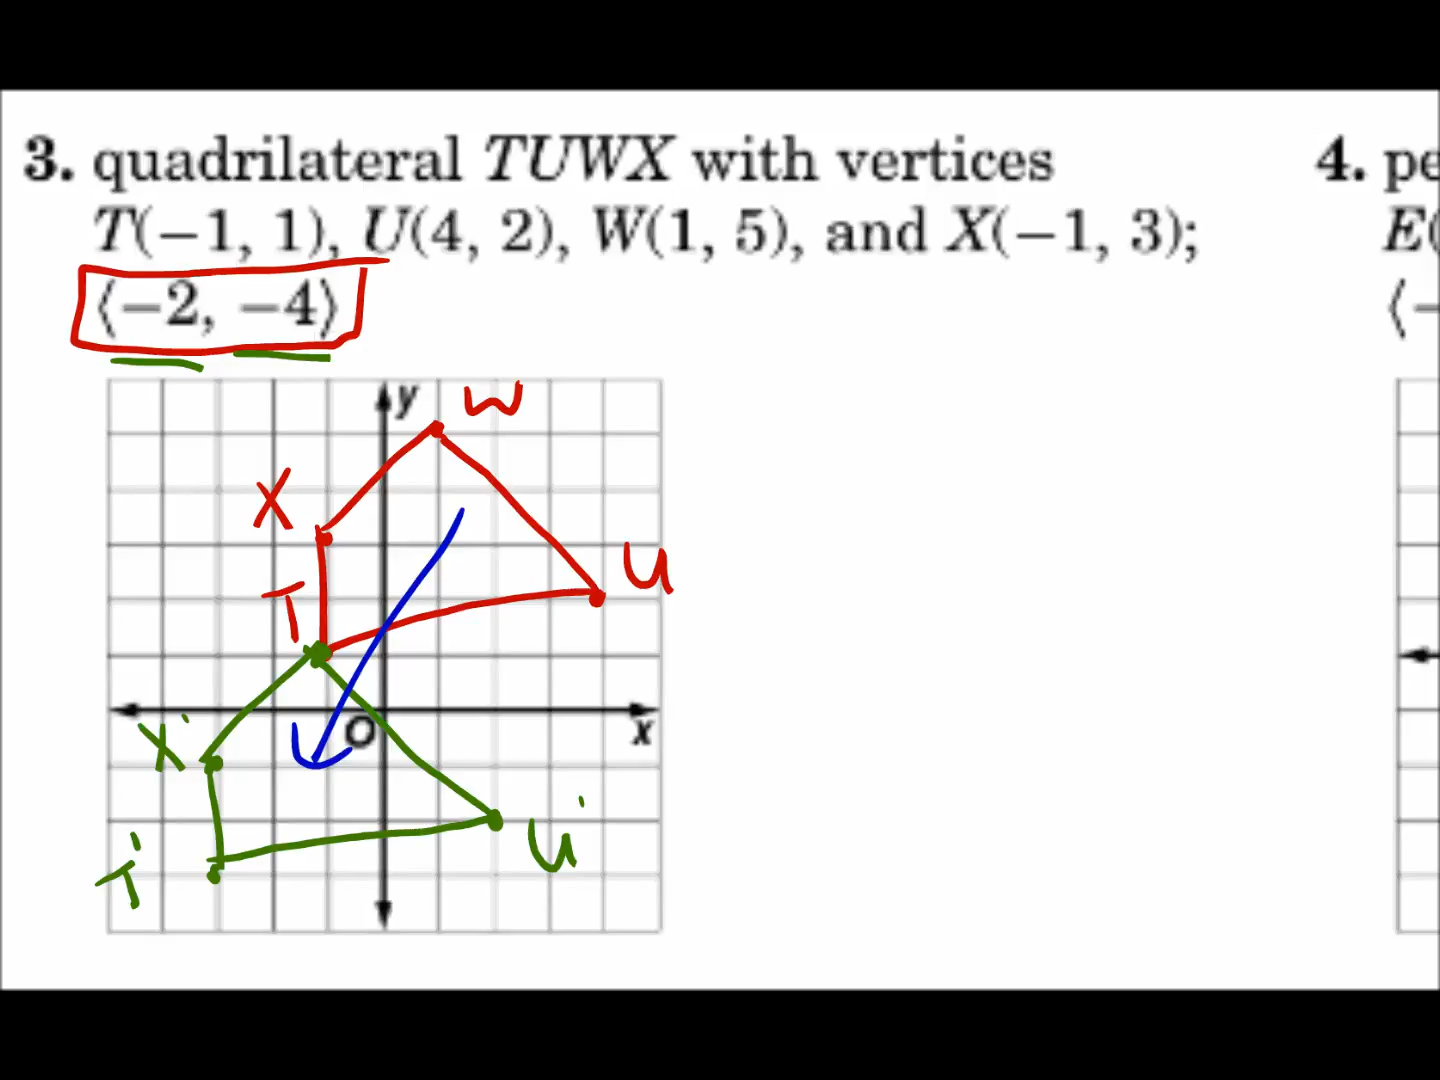 3. quadrilateral TUWX with vertices
T(−1, 1), U(4, 2), W(1, 5), and X(−1, 3);
⟨−2, −4⟩
4. pe
E(
⟨−
y
W
X
U
T
O
x
X'
U'
T'